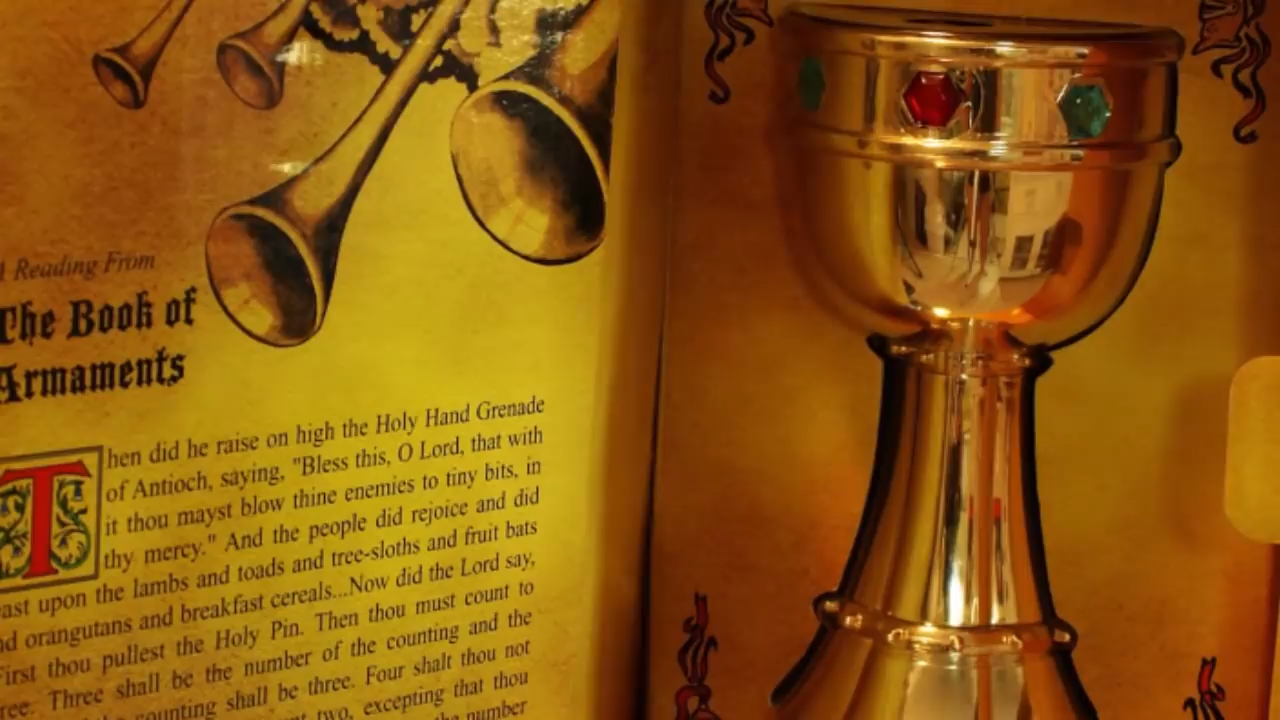 Reading From
The Book of
Armaments
Then did he raise on high the Holy Hand Grenade
of Antioch, saying, "Bless this, O Lord, that with
it thou mayst blow thine enemies to tiny bits, in
thy mercy." And the people did rejoice and did
east upon the lambs and toads and tree-sloths and fruit bats
nd orangutans and breakfast cereals...Now did the Lord say,
First thou pullest the Holy Pin. Then thou must count to
ree. Three shall be the number of the counting and the
counting shall be three. Four shalt thou not
two, excepting that thou
number